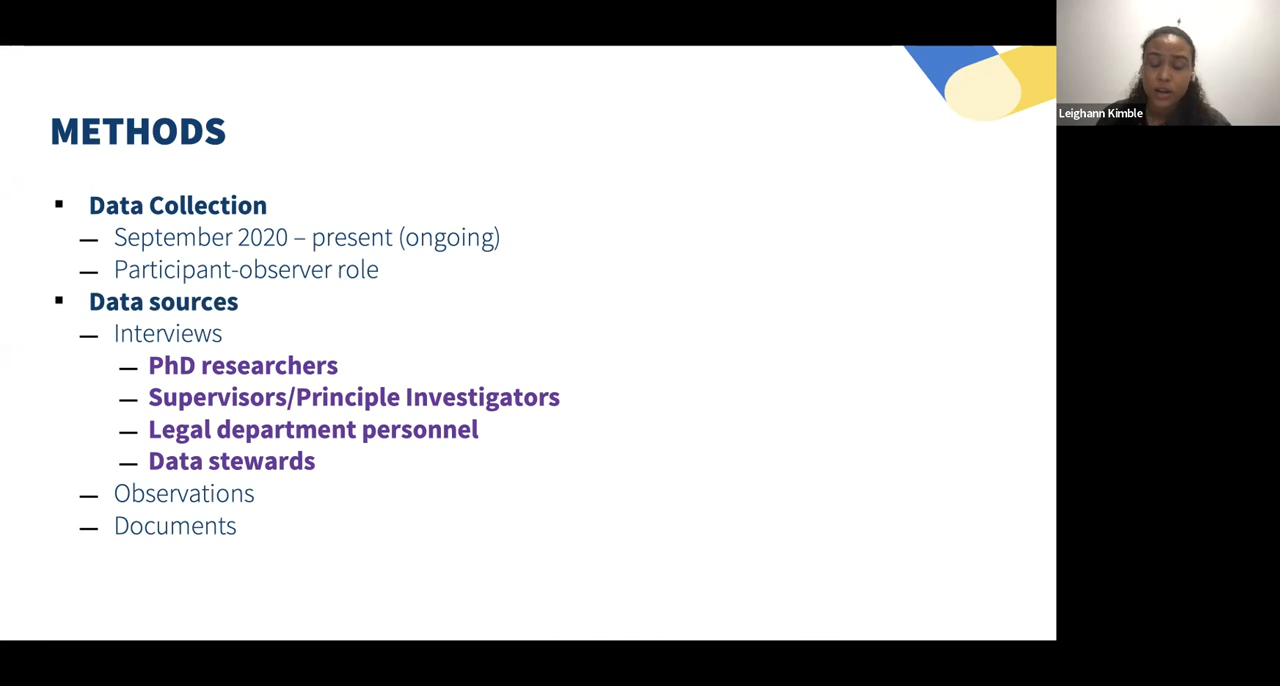 METHODS
▪ Data Collection
— September 2020 – present (ongoing)
— Participant-observer role
▪ Data sources
— Interviews
— PhD researchers
— Supervisors/Principle Investigators
— Legal department personnel
— Data stewards
— Observations
— Documents
Leighann Kimble